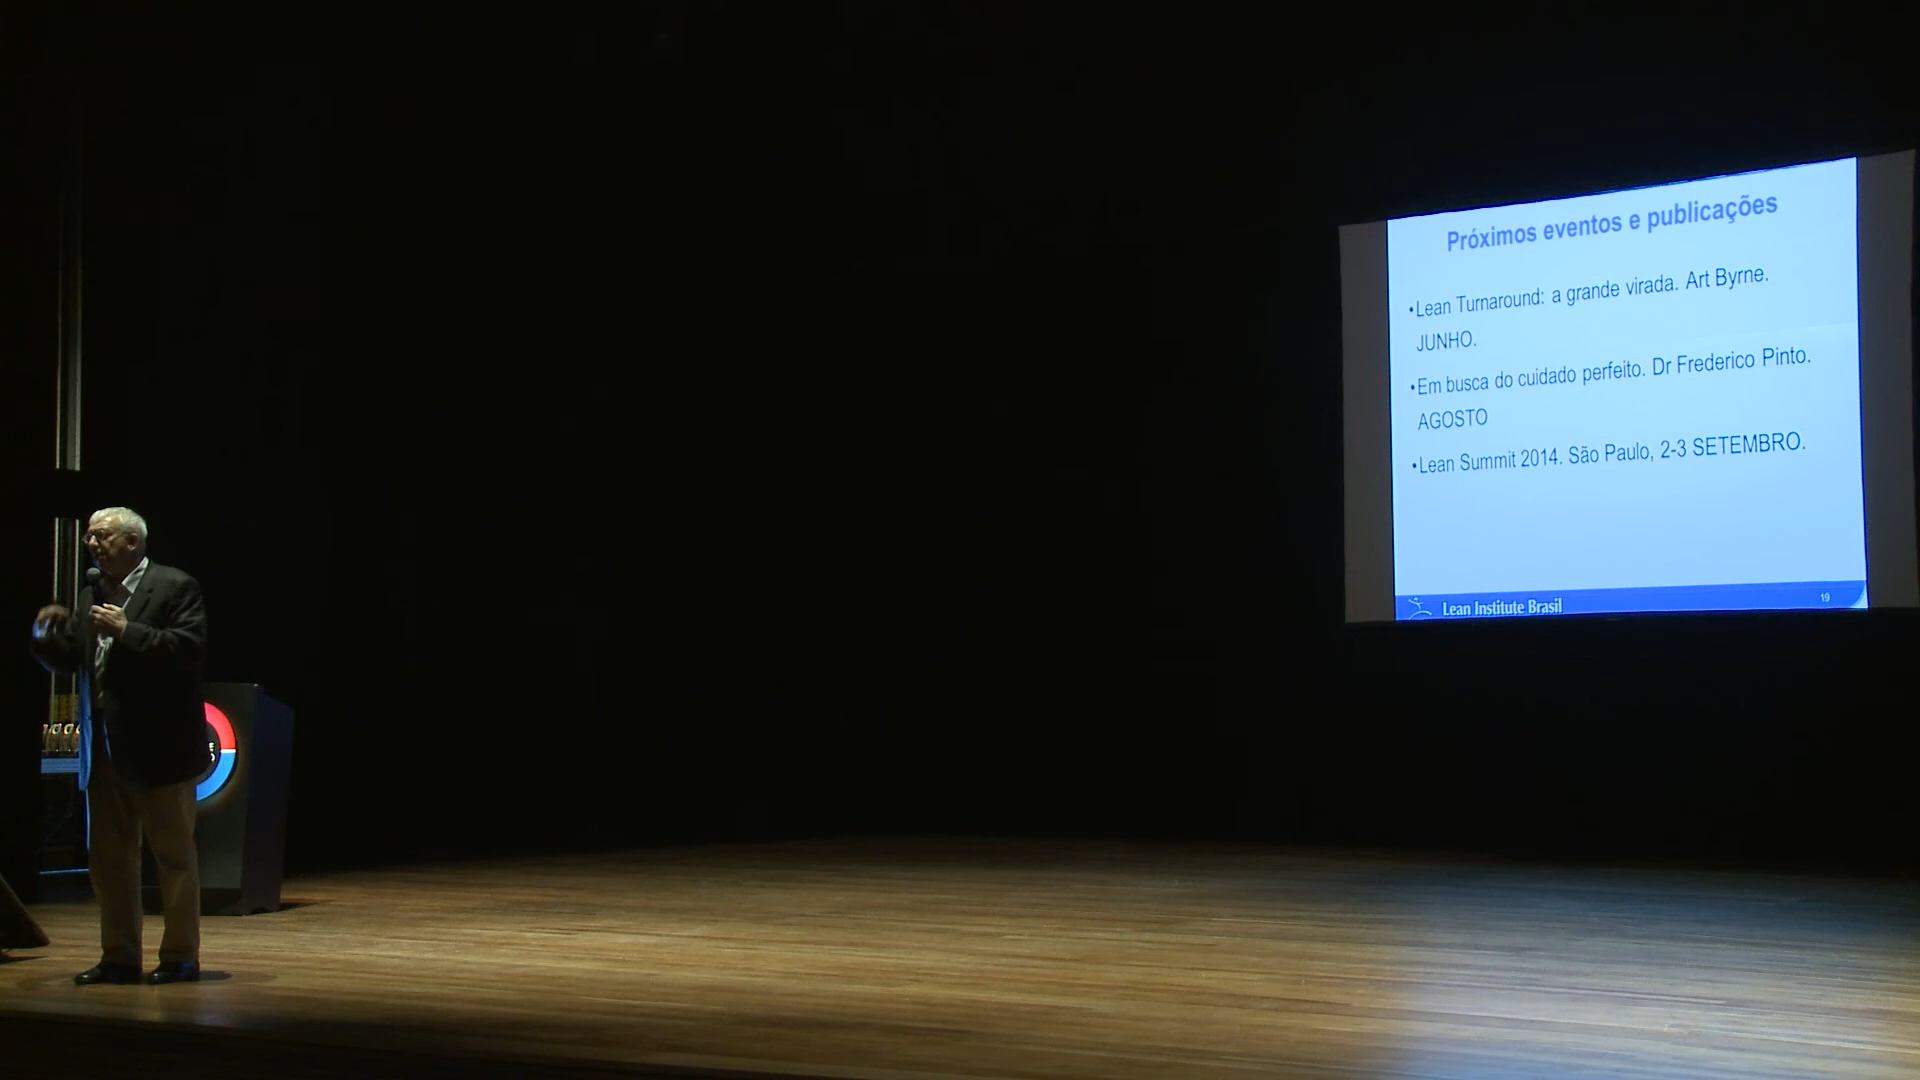 Próximos eventos e publicações
•Lean Turnaround: a grande virada. Art Byrne.
JUNHO.
•Em busca do cuidado perfeito. Dr Frederico Pinto.
AGOSTO
•Lean Summit 2014. São Paulo, 2-3 SETEMBRO.
Lean Institute Brasil
19